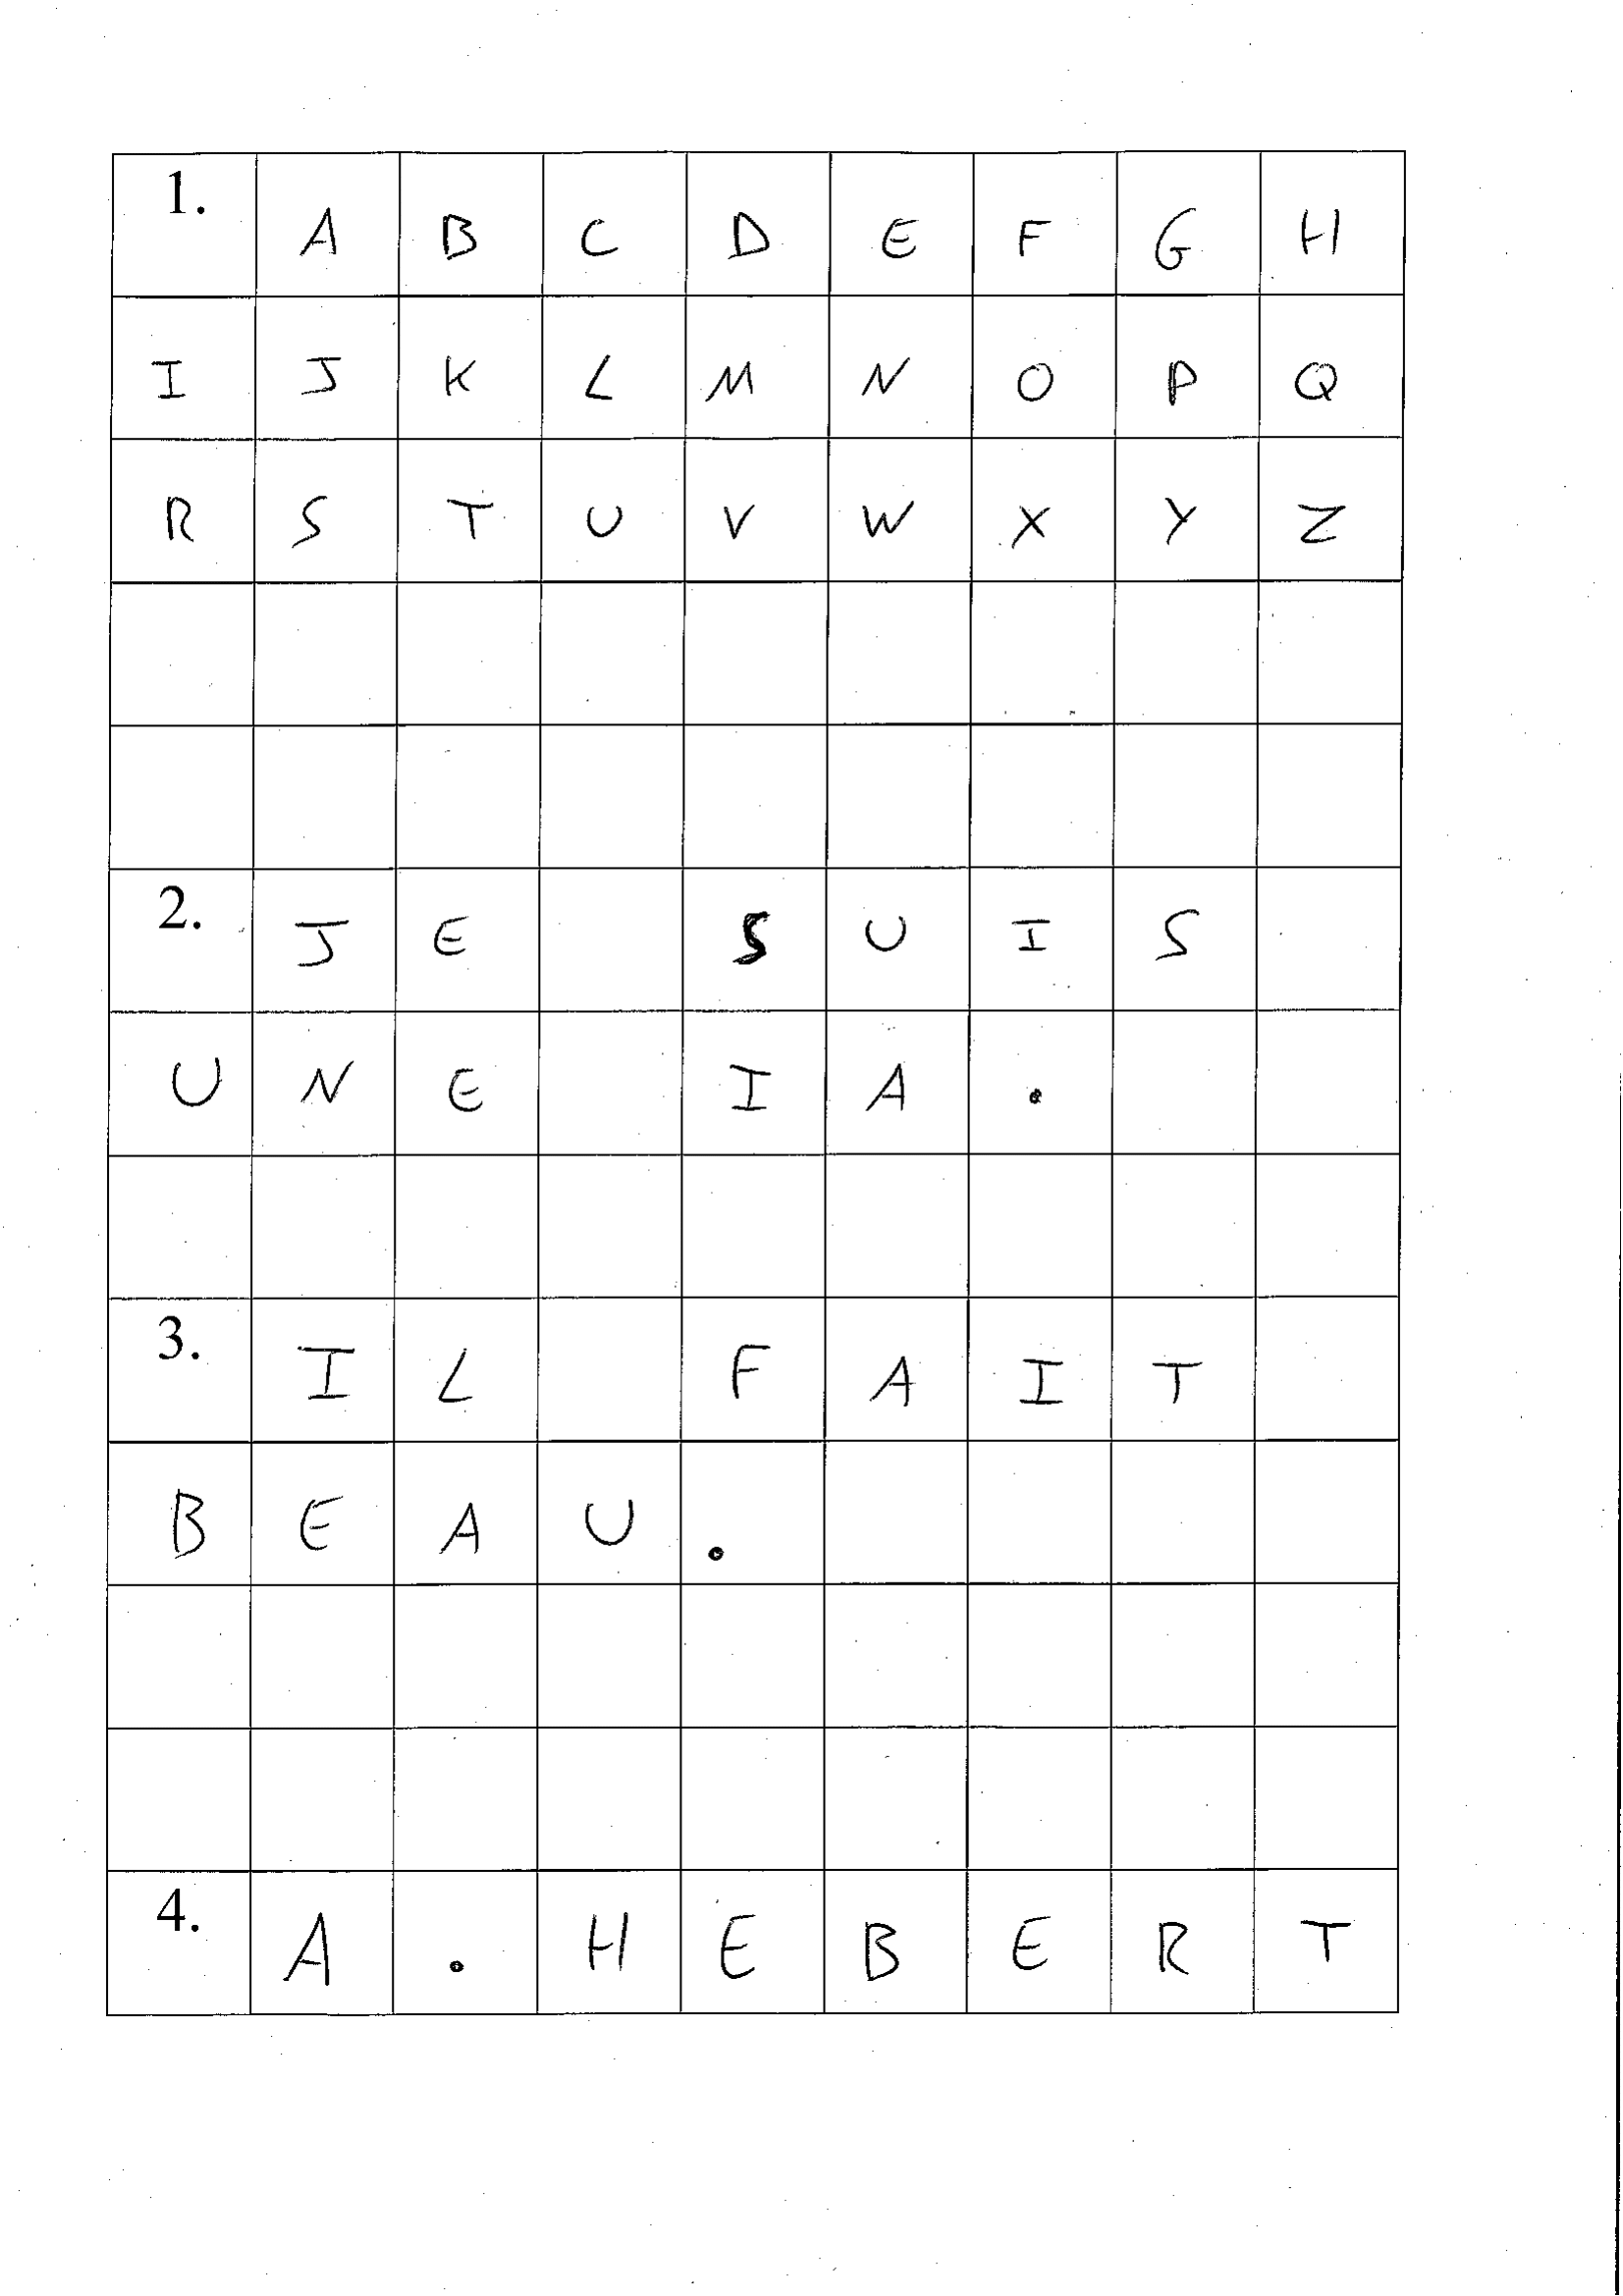 1. A B C D E F G H
I J K L M N O P Q
R S T U V W X Y Z
2. J E   S U I S
U N E   I A .
3. I L   F A I T
B E A U .
4. A . H E B E R T